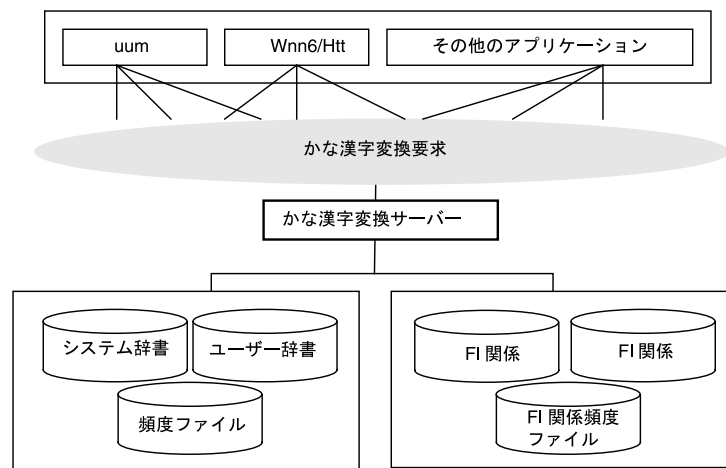 uum
Wnn6/Htt
その他のアプリケーション
かな漢字変換要求
かな漢字変換サーバー
システム辞書
ユーザー辞書
頻度ファイル
FI 関係
FI 関係
FI 関係頻度
ファイル